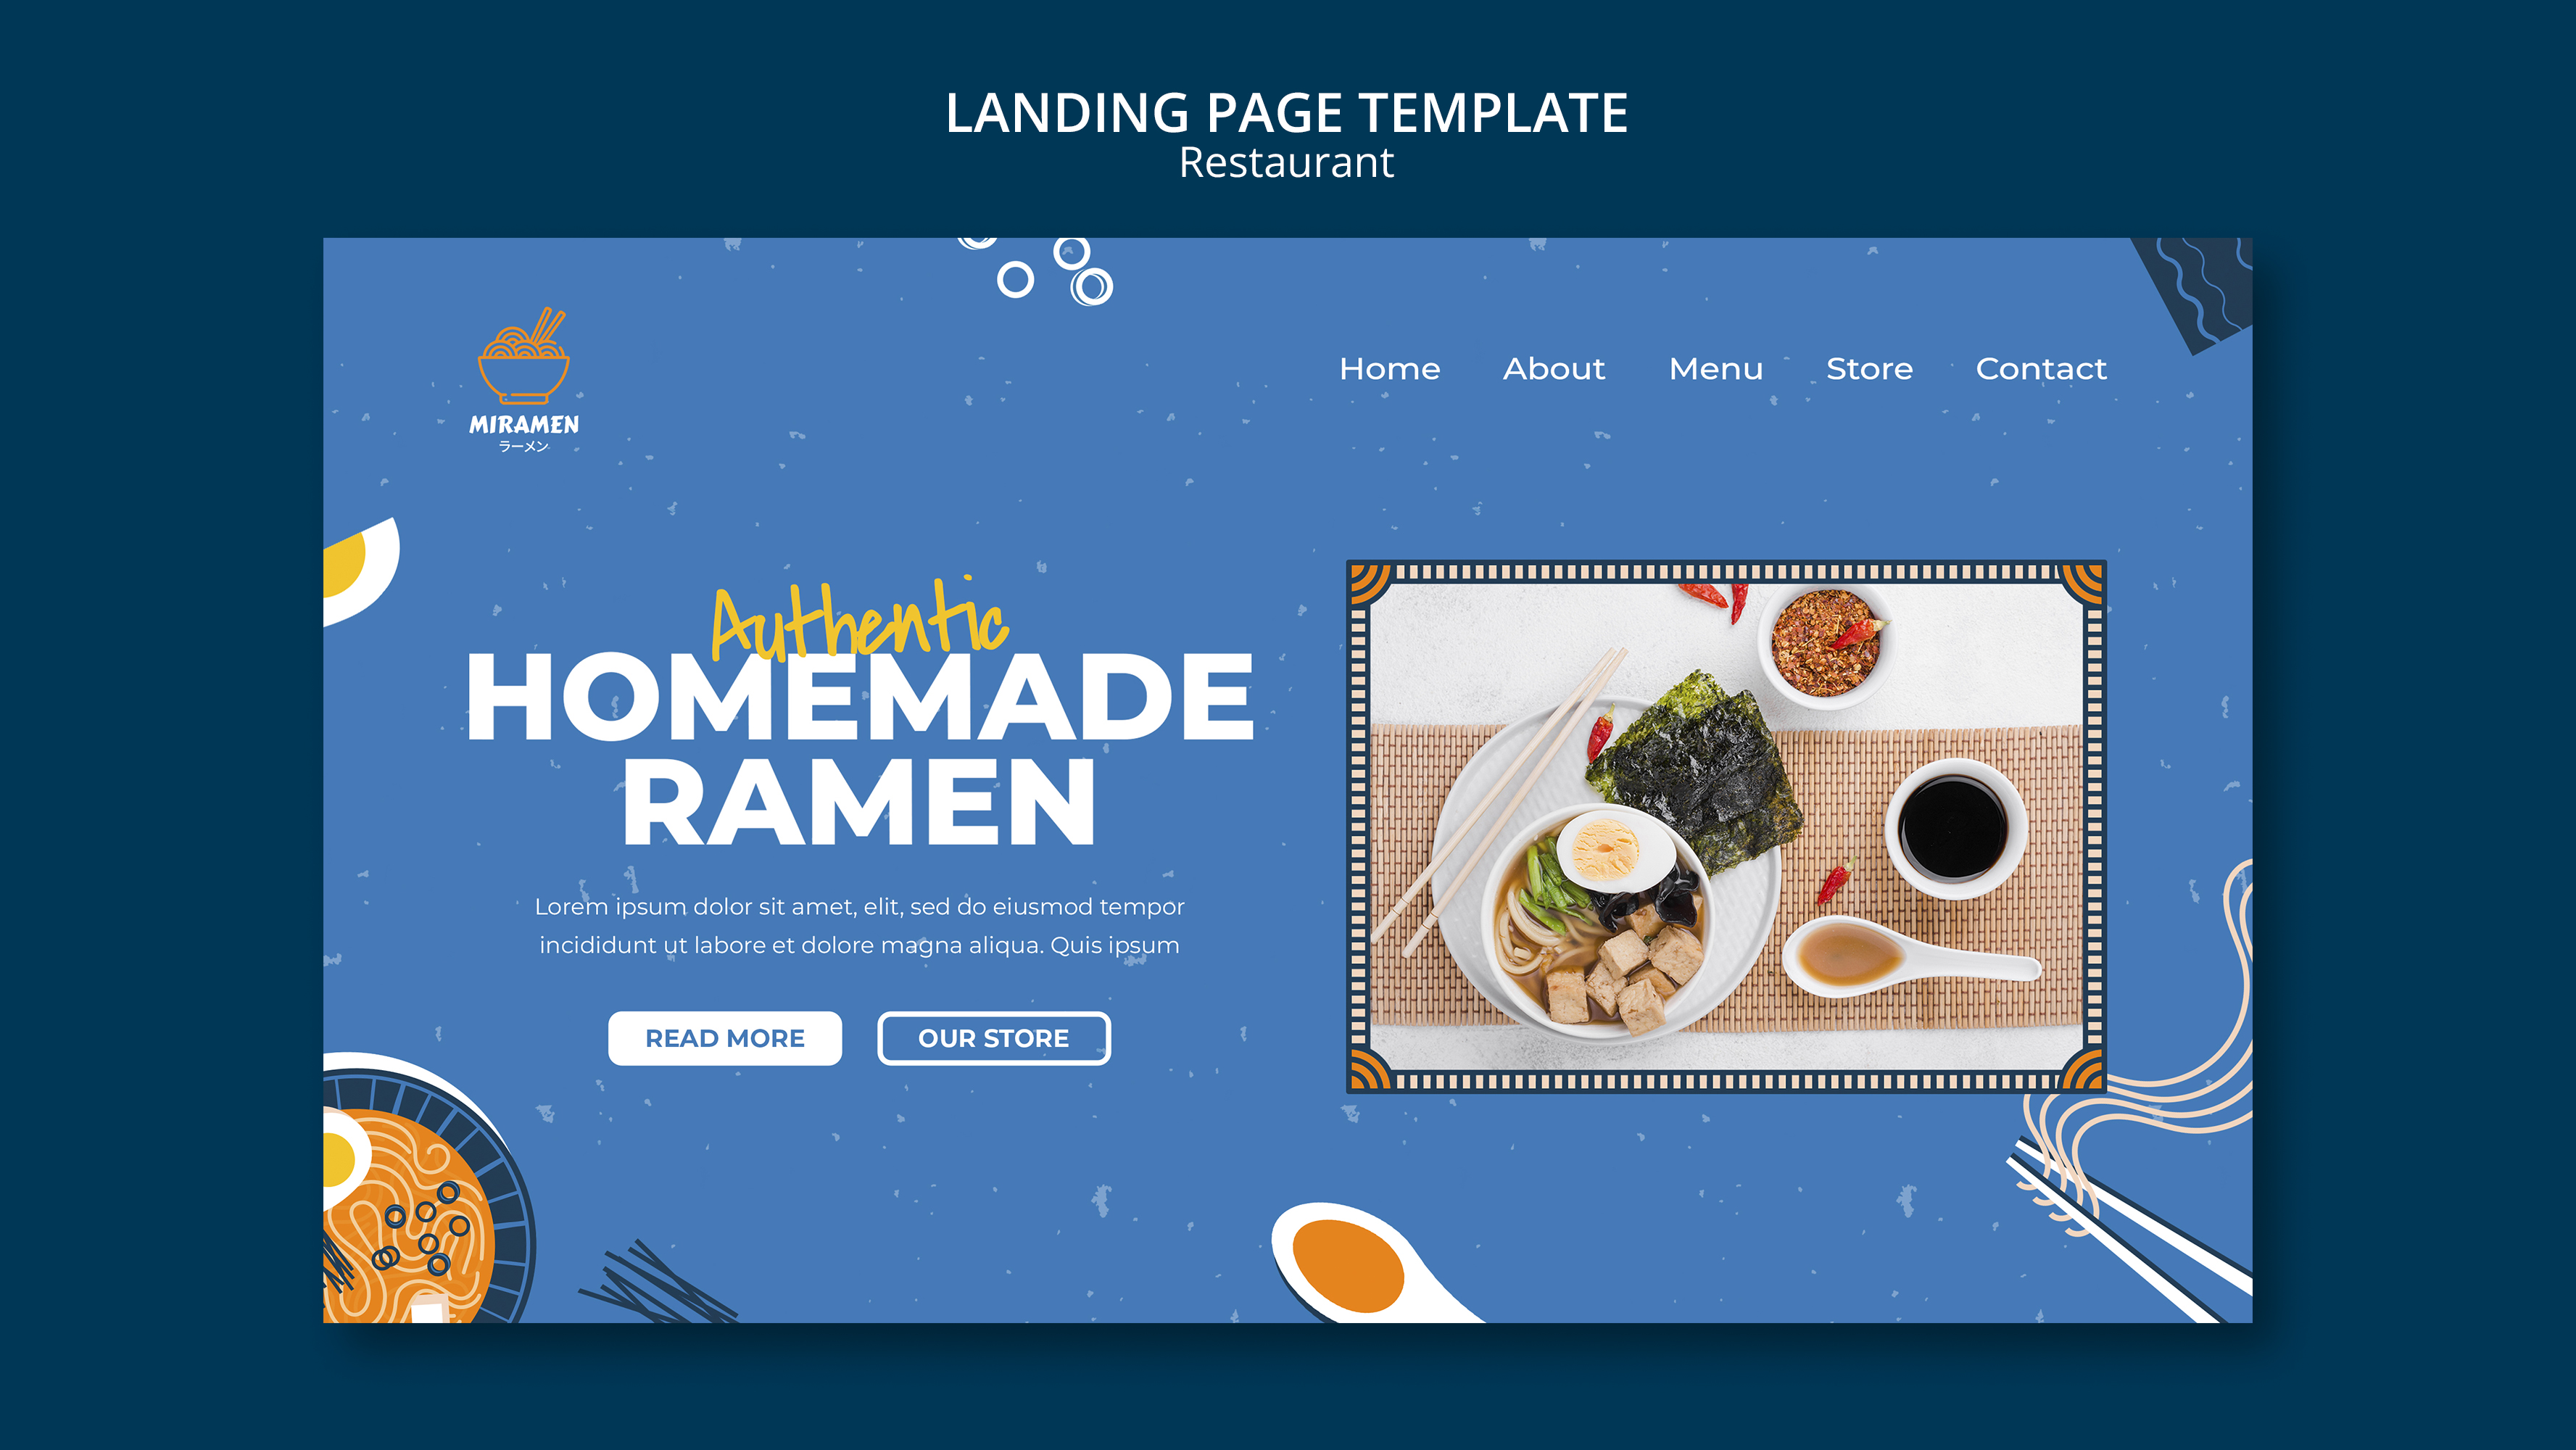 LANDING PAGE TEMPLATE
Restaurant
MIRAMEN
ラーメン
Home About Menu Store Contact
Authentic
HOMEMADE
RAMEN
Lorem ipsum dolor sit amet, elit, sed do eiusmod tempor
incididunt ut labore et dolore magna aliqua. Quis ipsum
READ MORE OUR STORE